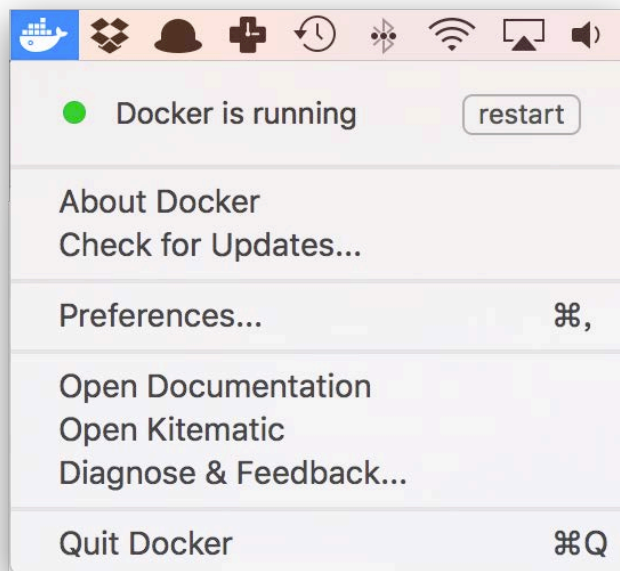 Docker is running restart
About Docker
Check for Updates...
Preferences... ⌘,
Open Documentation
Open Kitematic
Diagnose & Feedback...
Quit Docker ⌘Q